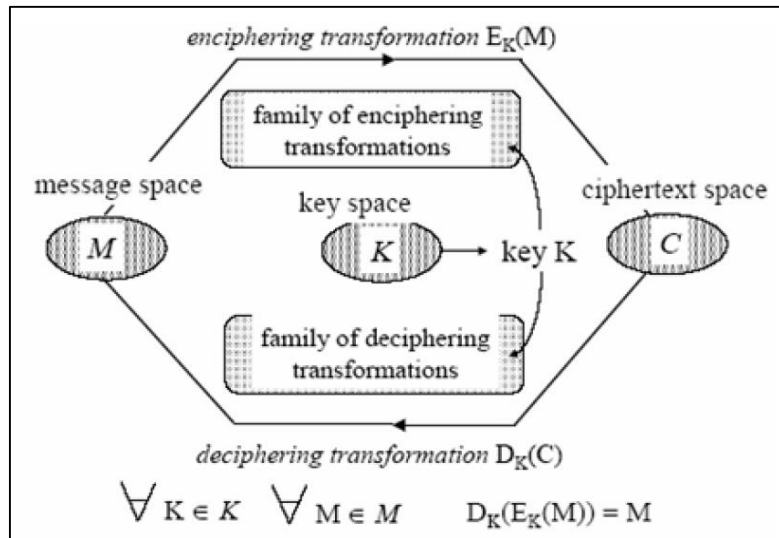 enciphering transformation E_K(M)
family of enciphering
transformations
message space
key space
ciphertext space
M
K
key K
C
family of deciphering
transformations
deciphering transformation D_K(C)
∀ K ∈ K ∀ M ∈ M D_K(E_K(M)) = M